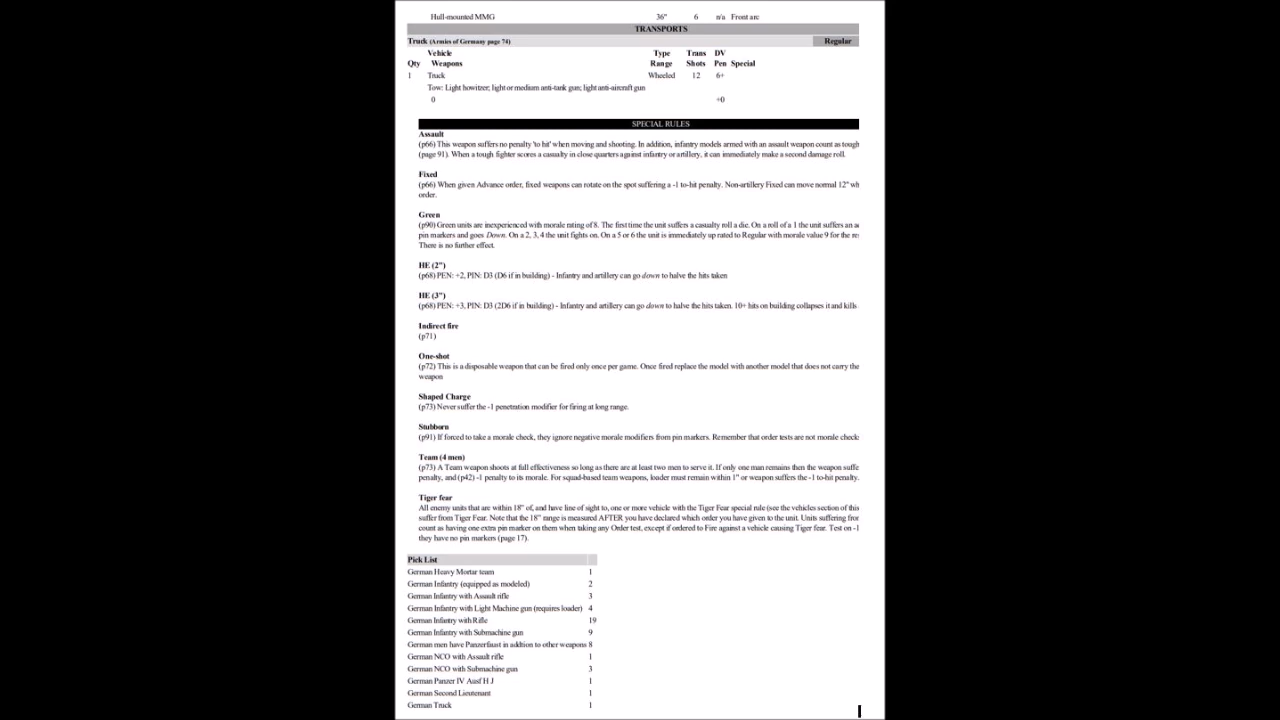 Hull-mounted MMG 36" 6 n/a Front arc
TRANSPORTS
Truck (Armies of Germany page 74) Regular
Vehicle Type Trans DV
Qty Weapons Range Shots Pen Special
1 Truck Wheeled 12 6+
Tow: Light howitzer; light or medium anti-tank gun; light anti-aircraft gun
0 +0
SPECIAL RULES
Assault
(p66) This weapon suffers no penalty 'to hit' when moving and shooting. In addition, infantry models armed with an assault weapon count as tough
(page 91). When a tough fighter scores a casualty in close quarters against infantry or artillery, it can immediately make a second damage roll.
Fixed
(p66) When given Advance order, fixed weapons can rotate on the spot suffering a -1 to-hit penalty. Non-artillery Fixed can move normal 12" wh
order.
Green
(p90) Green units are inexperienced with morale rating of 8. The first time the unit suffers a casualty roll a die. On a roll of a 1 the unit suffers an
pin markers and goes Down. On a 2, 3, 4 the unit fights on. On a 5 or 6 the unit is immediately up rated to Regular with morale value 9 for the
There is no further effect.
HE (2")
(p68) PEN: +2, PIN: D3 (D6 if in building) - Infantry and artillery can go down to halve the hits taken
HE (3")
(p68) PEN: +3, PIN: D3 (2D6 if in building) - Infantry and artillery can go down to halve the hits taken. 10+ hits on building collapses it and kills
Indirect fire
(p71)
One-shot
(p72) This is a disposable weapon that can be fired only once per game. Once fired replace the model with another model that does not carry the
weapon
Shaped Charge
(p73) Never suffer the -1 penetration modifier for firing at long range.
Stubborn
(p91) If forced to take a morale check, they ignore negative morale modifiers from pin markers. Remember that order tests are not morale check
Team (4 men)
(p73) A Team weapon shoots at full effectiveness so long as there are at least two men to serve it. If only one man remains then the weapon suffe
penalty, and (p42) -1 penalty to its morale. For squad-based team weapons, loader must remain within 1" or weapon suffers the -1 to-hit penalty.
Tiger fear
All enemy units that are within 18" of, and have line of sight to, one or more vehicle with the Tiger Fear special rule (see the vehicles section of this
suffer from Tiger Fear. Note that the 18" range is measured AFTER you have declared which order you have given to the unit. Units suffering from
count as having one extra pin marker on them when taking any Order test, except if ordered to Fire against a vehicle causing Tiger fear. Test on -1
they have no pin markers (page 17).
Pick List
German Heavy Mortar team 1
German Infantry (equipped as modeled) 2
German Infantry with Assault rifle 3
German Infantry with Light Machine gun (requires loader) 4
German Infantry with Rifle 19
German Infantry with Submachine gun 9
German men have Panzerfaust in addtion to other weapons 8
German NCO with Assault rifle 1
German NCO with Submachine gun 3
German Panzer IV Ausf H J 1
German Second Lieutenant 1
German Truck 1